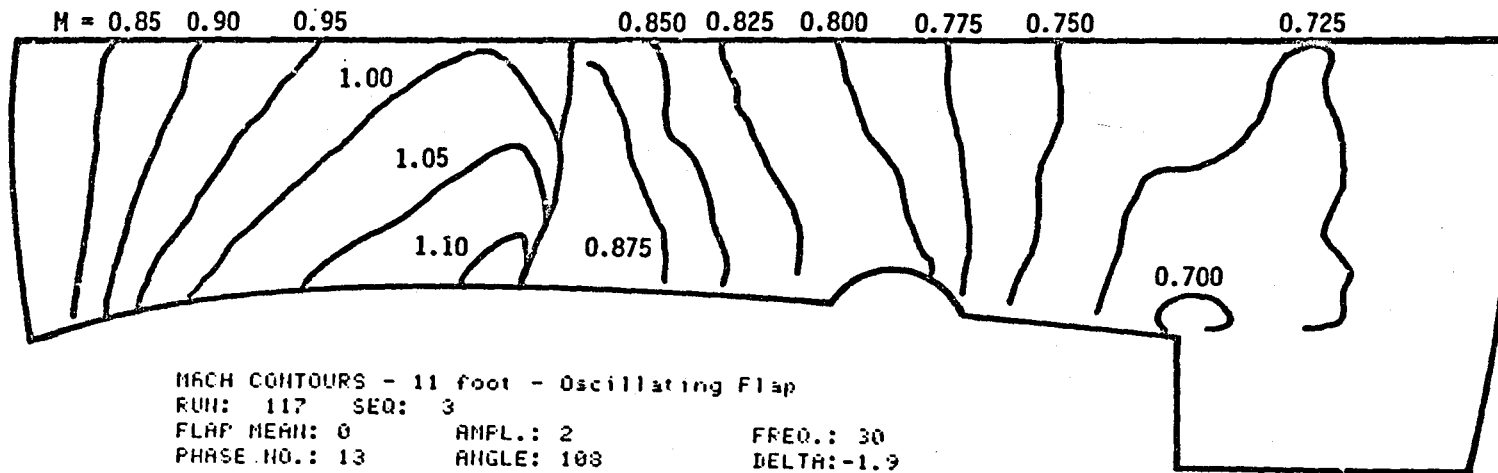 M = 0.85 0.90 0.95 0.850 0.825 0.800 0.775 0.750 0.725
1.00
1.05
1.10 0.875
0.700
MACH CONTOURS - 11 foot - Oscillating Flap
RUN: 117 SEQ: 3
FLAP MEAN: 0 AMPL.: 2 FREQ.: 30
PHASE NO.: 13 ANGLE: 108 DELTA:-1.9